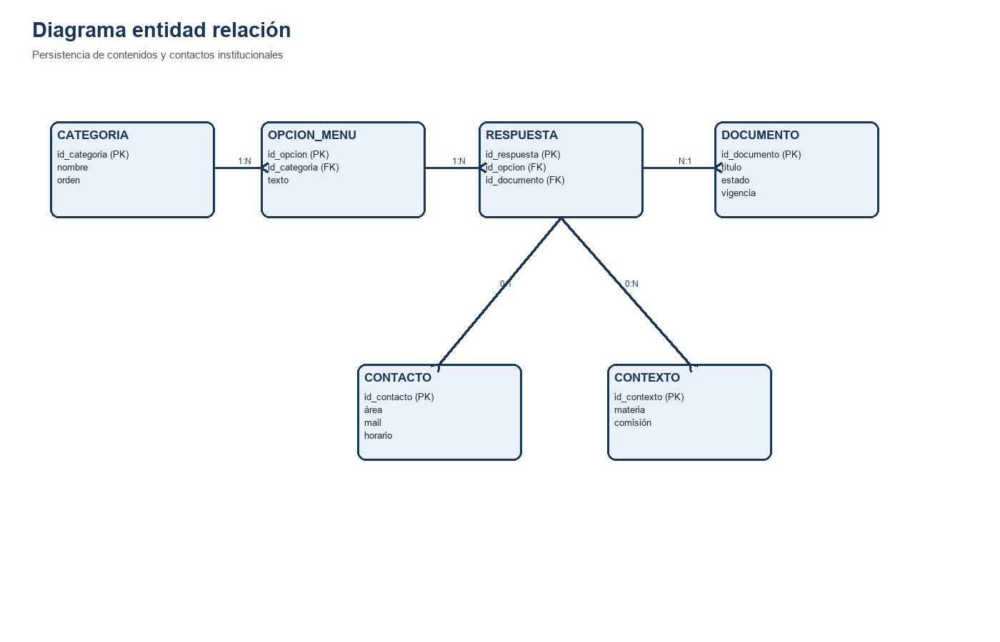 Diagrama entidad relación
Persistencia de contenidos y contactos institucionales
CATEGORIA
id_categoria (PK)
nombre
orden
1:N
OPCION_MENU
id_opcion (PK)
id_categoria (FK)
texto
1:N
RESPUESTA
id_respuesta (PK)
id_opcion (FK)
id_documento (FK)
N:1
DOCUMENTO
id_documento (PK)
titulo
estado
vigencia
0:1
0:N
CONTACTO
id_contacto (PK)
área
mail
horario
CONTEXTO
id_contexto (PK)
materia
comisión